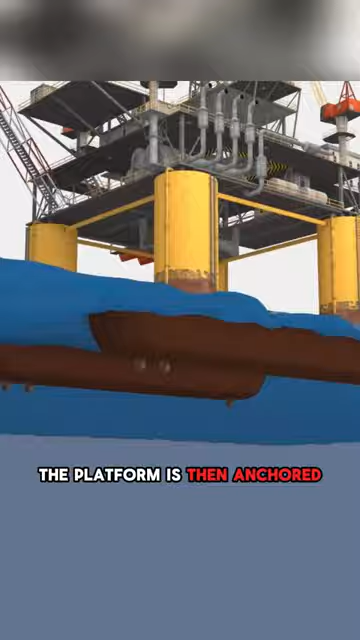 THE PLATFORM IS THEN ANCHORED